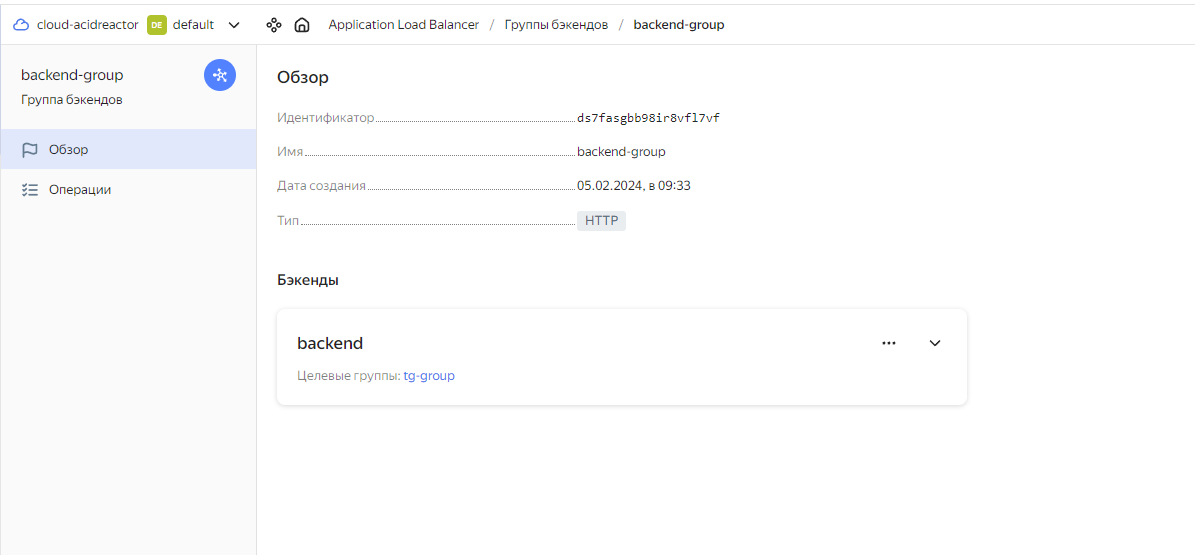 cloud-acidreactor DE default Application Load Balancer / Группы бэкендов / backend-group
backend-group
Группа бэкендов
Обзор
Операции
Обзор
Идентификатор ds7fasgbb98ir8vfl7vf
Имя backend-group
Дата создания 05.02.2024, в 09:33
Тип HTTP
Бэкенды
backend
Целевые группы: tg-group